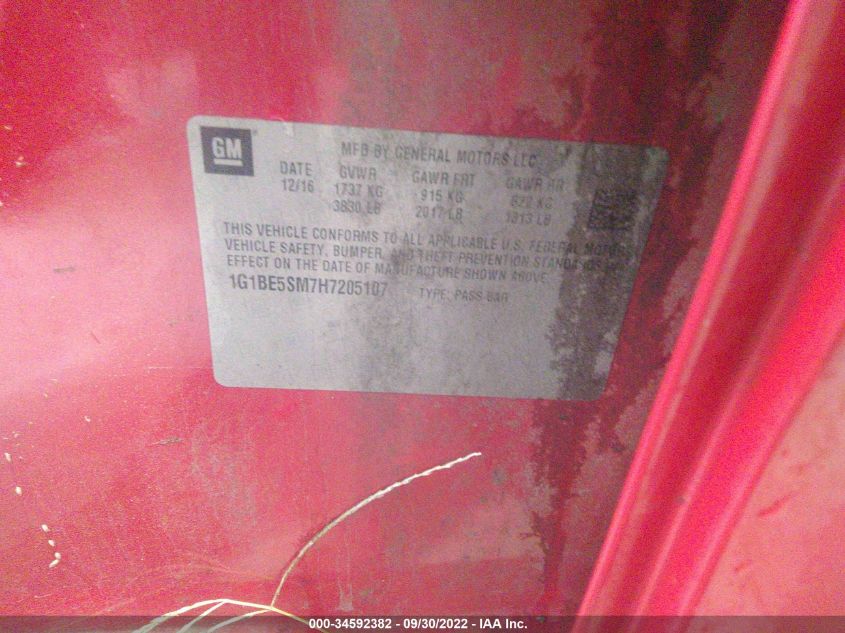 GM
MFD BY GENERAL MOTORS LLC
DATE GVWR GAWR FRT GAWR RR
12/16 1737 KG 915 KG KG
3830 LB 2017 LB 1813 LB
THIS VEHICLE CONFORMS TO ALL APPLICABLE U.S. FEDERAL MOTOR
VEHICLE SAFETY, BUMPER, AND THEFT PREVENTION STANDARDS IN
EFFECT ON THE DATE OF MANUFACTURE SHOWN ABOVE.
1G1BE5SM7H7205107 TYPE: PASS CAR
000-34592382 - 09/30/2022 - IAA Inc.